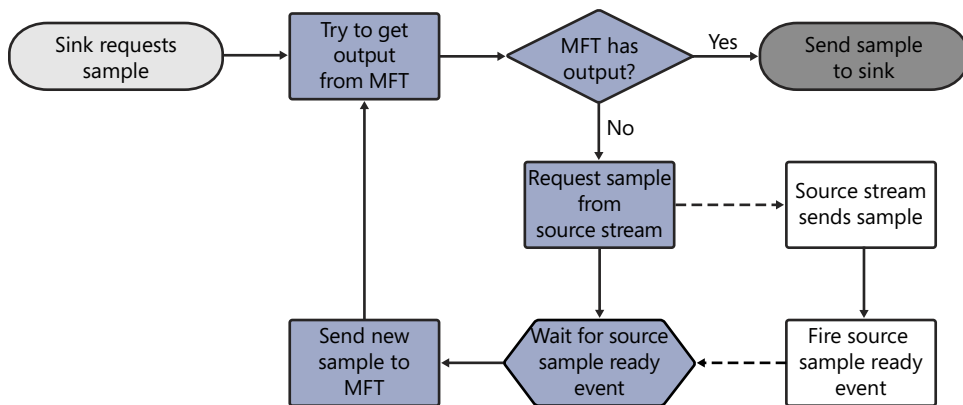 Sink requests
sample
Try to get
output
from MFT
MFT has
output?
Yes
Send sample
to sink
No
Request sample
from
source stream
Source stream
sends sample
Send new
sample to
MFT
Wait for source
sample ready
event
Fire source
sample ready
event